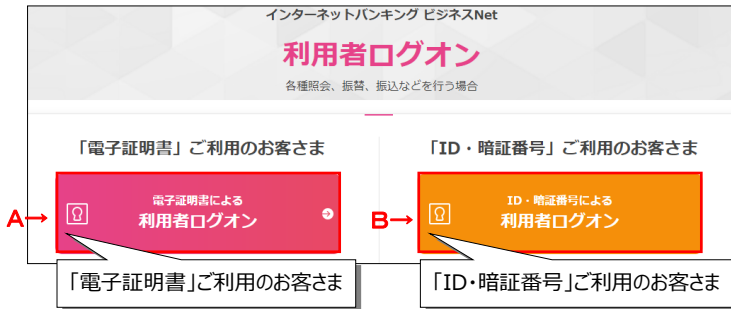 インターネットバンキング ビジネスNet
利用者ログオン
各種照会、振替、振込などを行う場合
「電子証明書」ご利用のお客さま
「ID・暗証番号」ご利用のお客さま
A→
電子証明書による
利用者ログオン
B→
ID・暗証番号による
利用者ログオン
「電子証明書」ご利用のお客さま
「ID・暗証番号」ご利用のお客さま